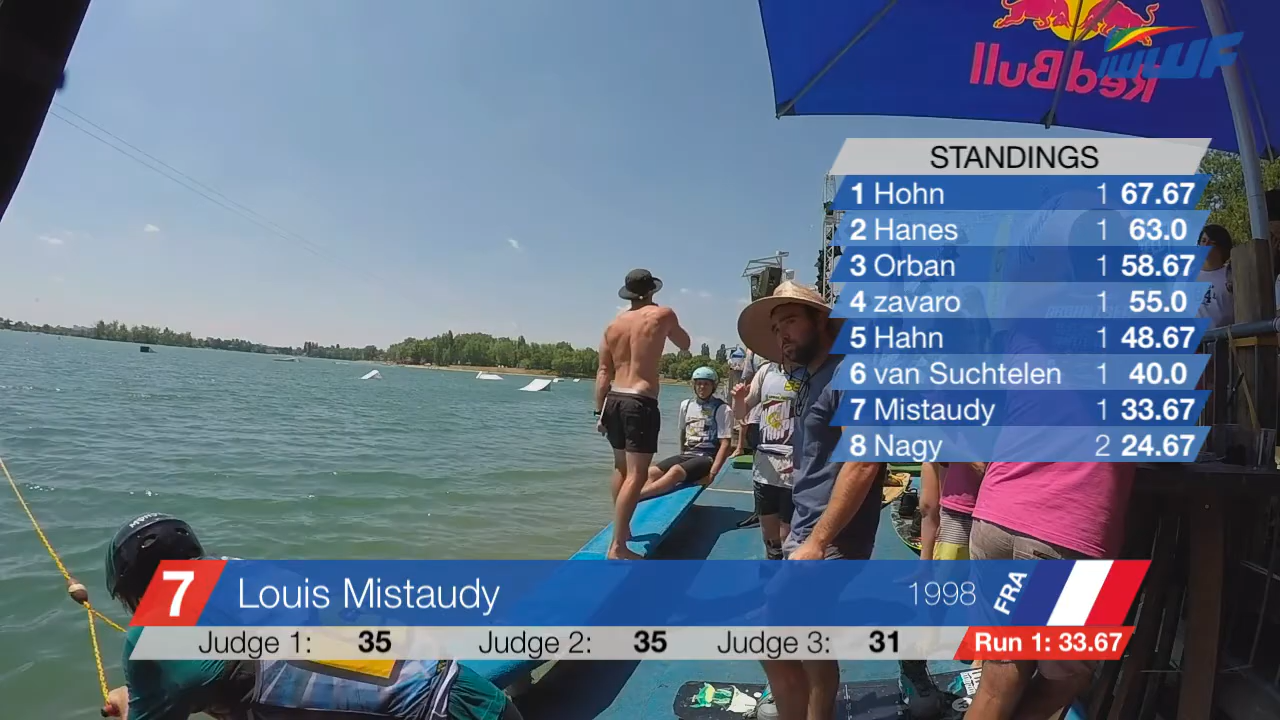 Red Bull
IWWF
STANDINGS
1 Hohn 1 67.67
2 Hanes 1 63.0
3 Orban 1 58.67
4 zavaro 1 55.0
5 Hahn 1 48.67
6 van Suchtelen 1 40.0
7 Mistaudy 1 33.67
8 Nagy 2 24.67
7 Louis Mistaudy 1998 FRA
Judge 1: 35 Judge 2: 35 Judge 3: 31 Run 1: 33.67